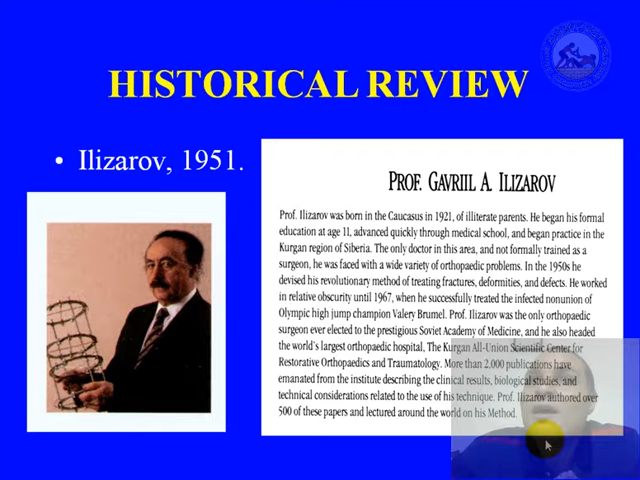 HISTORICAL REVIEW
• Ilizarov, 1951.
PROF. GAVRIIL A. ILIZAROV
Prof. Ilizarov was born in the Caucasus in 1921, of illiterate parents. He began his formal
education at age 11, advanced quickly through medical school, and began practice in the
Kurgan region of Siberia. The only doctor in this area, and not formally trained as a
surgeon, he was faced with a wide variety of orthopaedic problems. In the 1950s he
devised his revolutionary method of treating fractures, deformities, and defects. He worked
in relative obscurity until 1967, when he successfully treated the infected nonunion of
Olympic high jump champion Valery Brumel. Prof. Ilizarov was the only orthopaedic
surgeon ever elected to the prestigious Soviet Academy of Medicine, and he also headed
the world's largest orthopaedic hospital, The Kurgan All-Union Scientific Center for
Restorative Orthopaedics and Traumatology. More than 2,000 publications have
emanated from the institute describing the clinical results, biological studies, and
technical considerations related to the use of his technique. Prof. Ilizarov authored over
500 of these papers and lectured around the world on his Method.